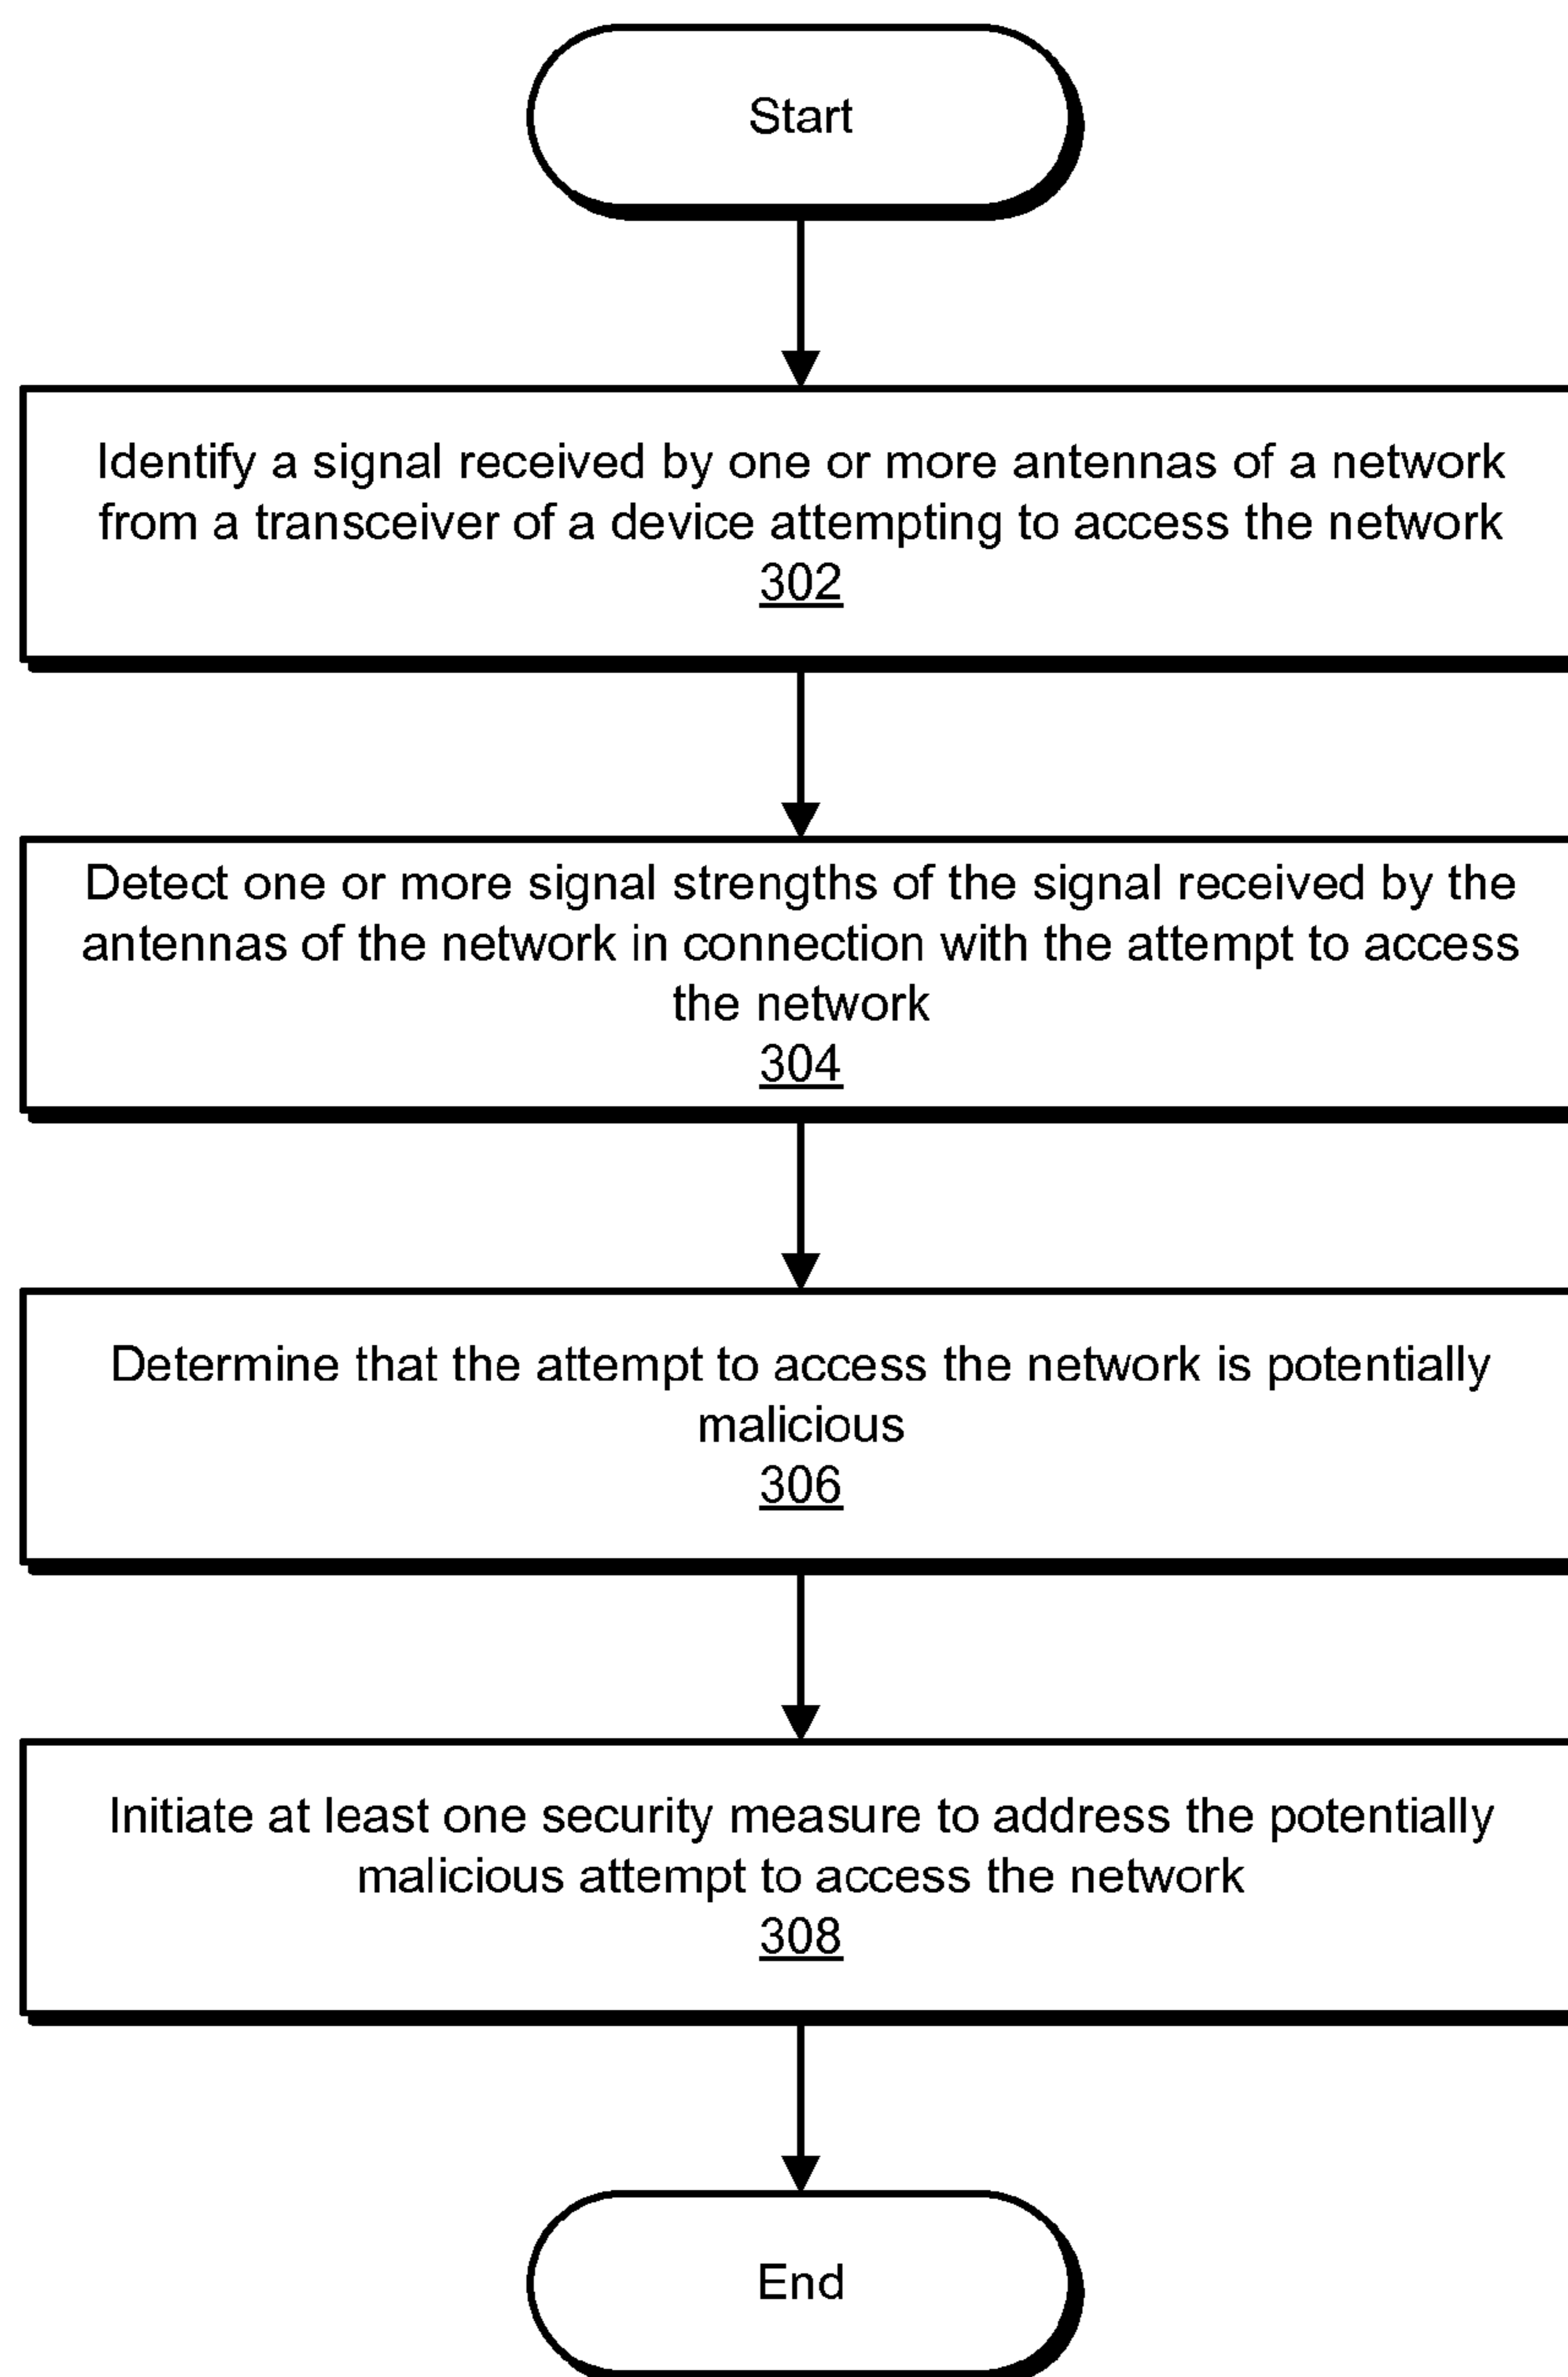 Start
Identify a signal received by one or more antennas of a network
from a transceiver of a device attempting to access the network
302
Detect one or more signal strengths of the signal received by the
antennas of the network in connection with the attempt to access
the network
304
Determine that the attempt to access the network is potentially
malicious
306
Initiate at least one security measure to address the potentially
malicious attempt to access the network
308
End